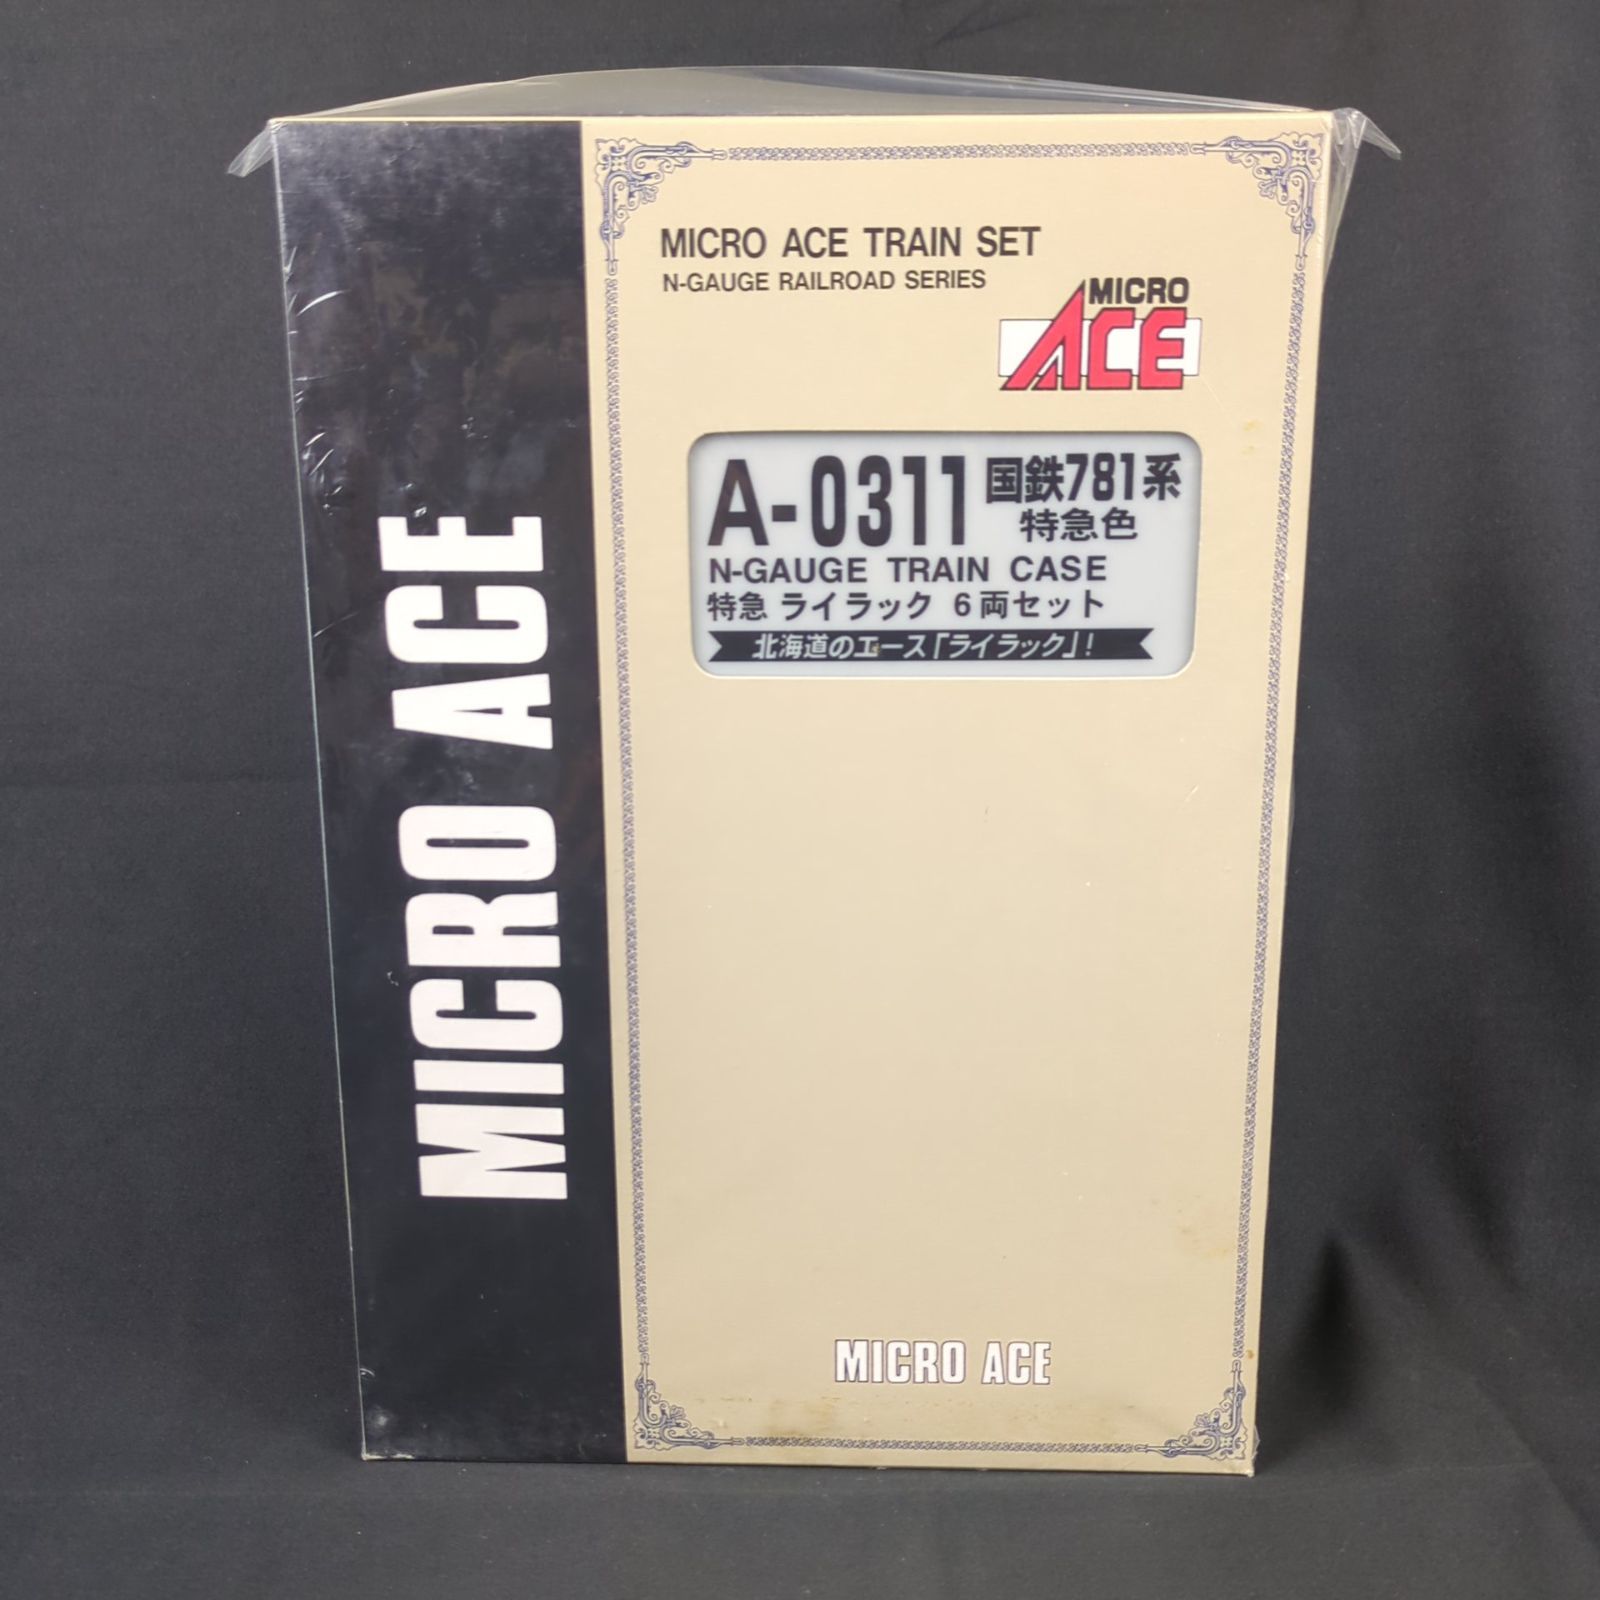 MICRO ACE
MICRO ACE TRAIN SET
N-GAUGE RAILROAD SERIES
MICRO
ACE
A-0311 国鉄781系
特急色
N-GAUGE TRAIN CASE
特急 ライラック 6両セット
北海道のエース「ライラック」!
MICRO ACE